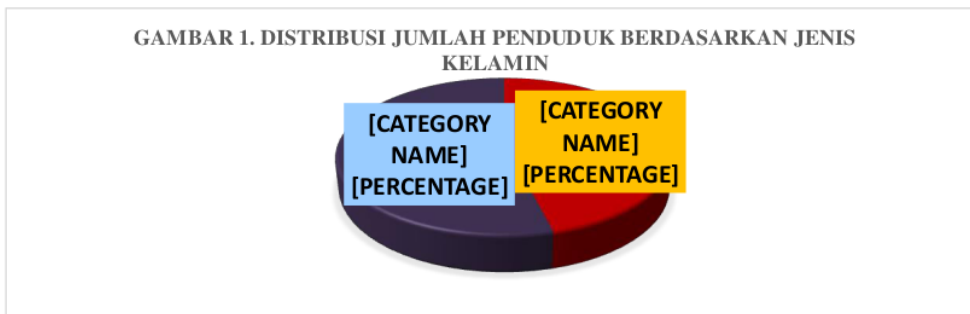 GAMBAR 1. DISTRIBUSI JUMLAH PENDUDUK BERDASARKAN JENIS
KELAMIN
[CATEGORY
NAME]
[PERCENTAGE]
[CATEGORY
NAME]
[PERCENTAGE]